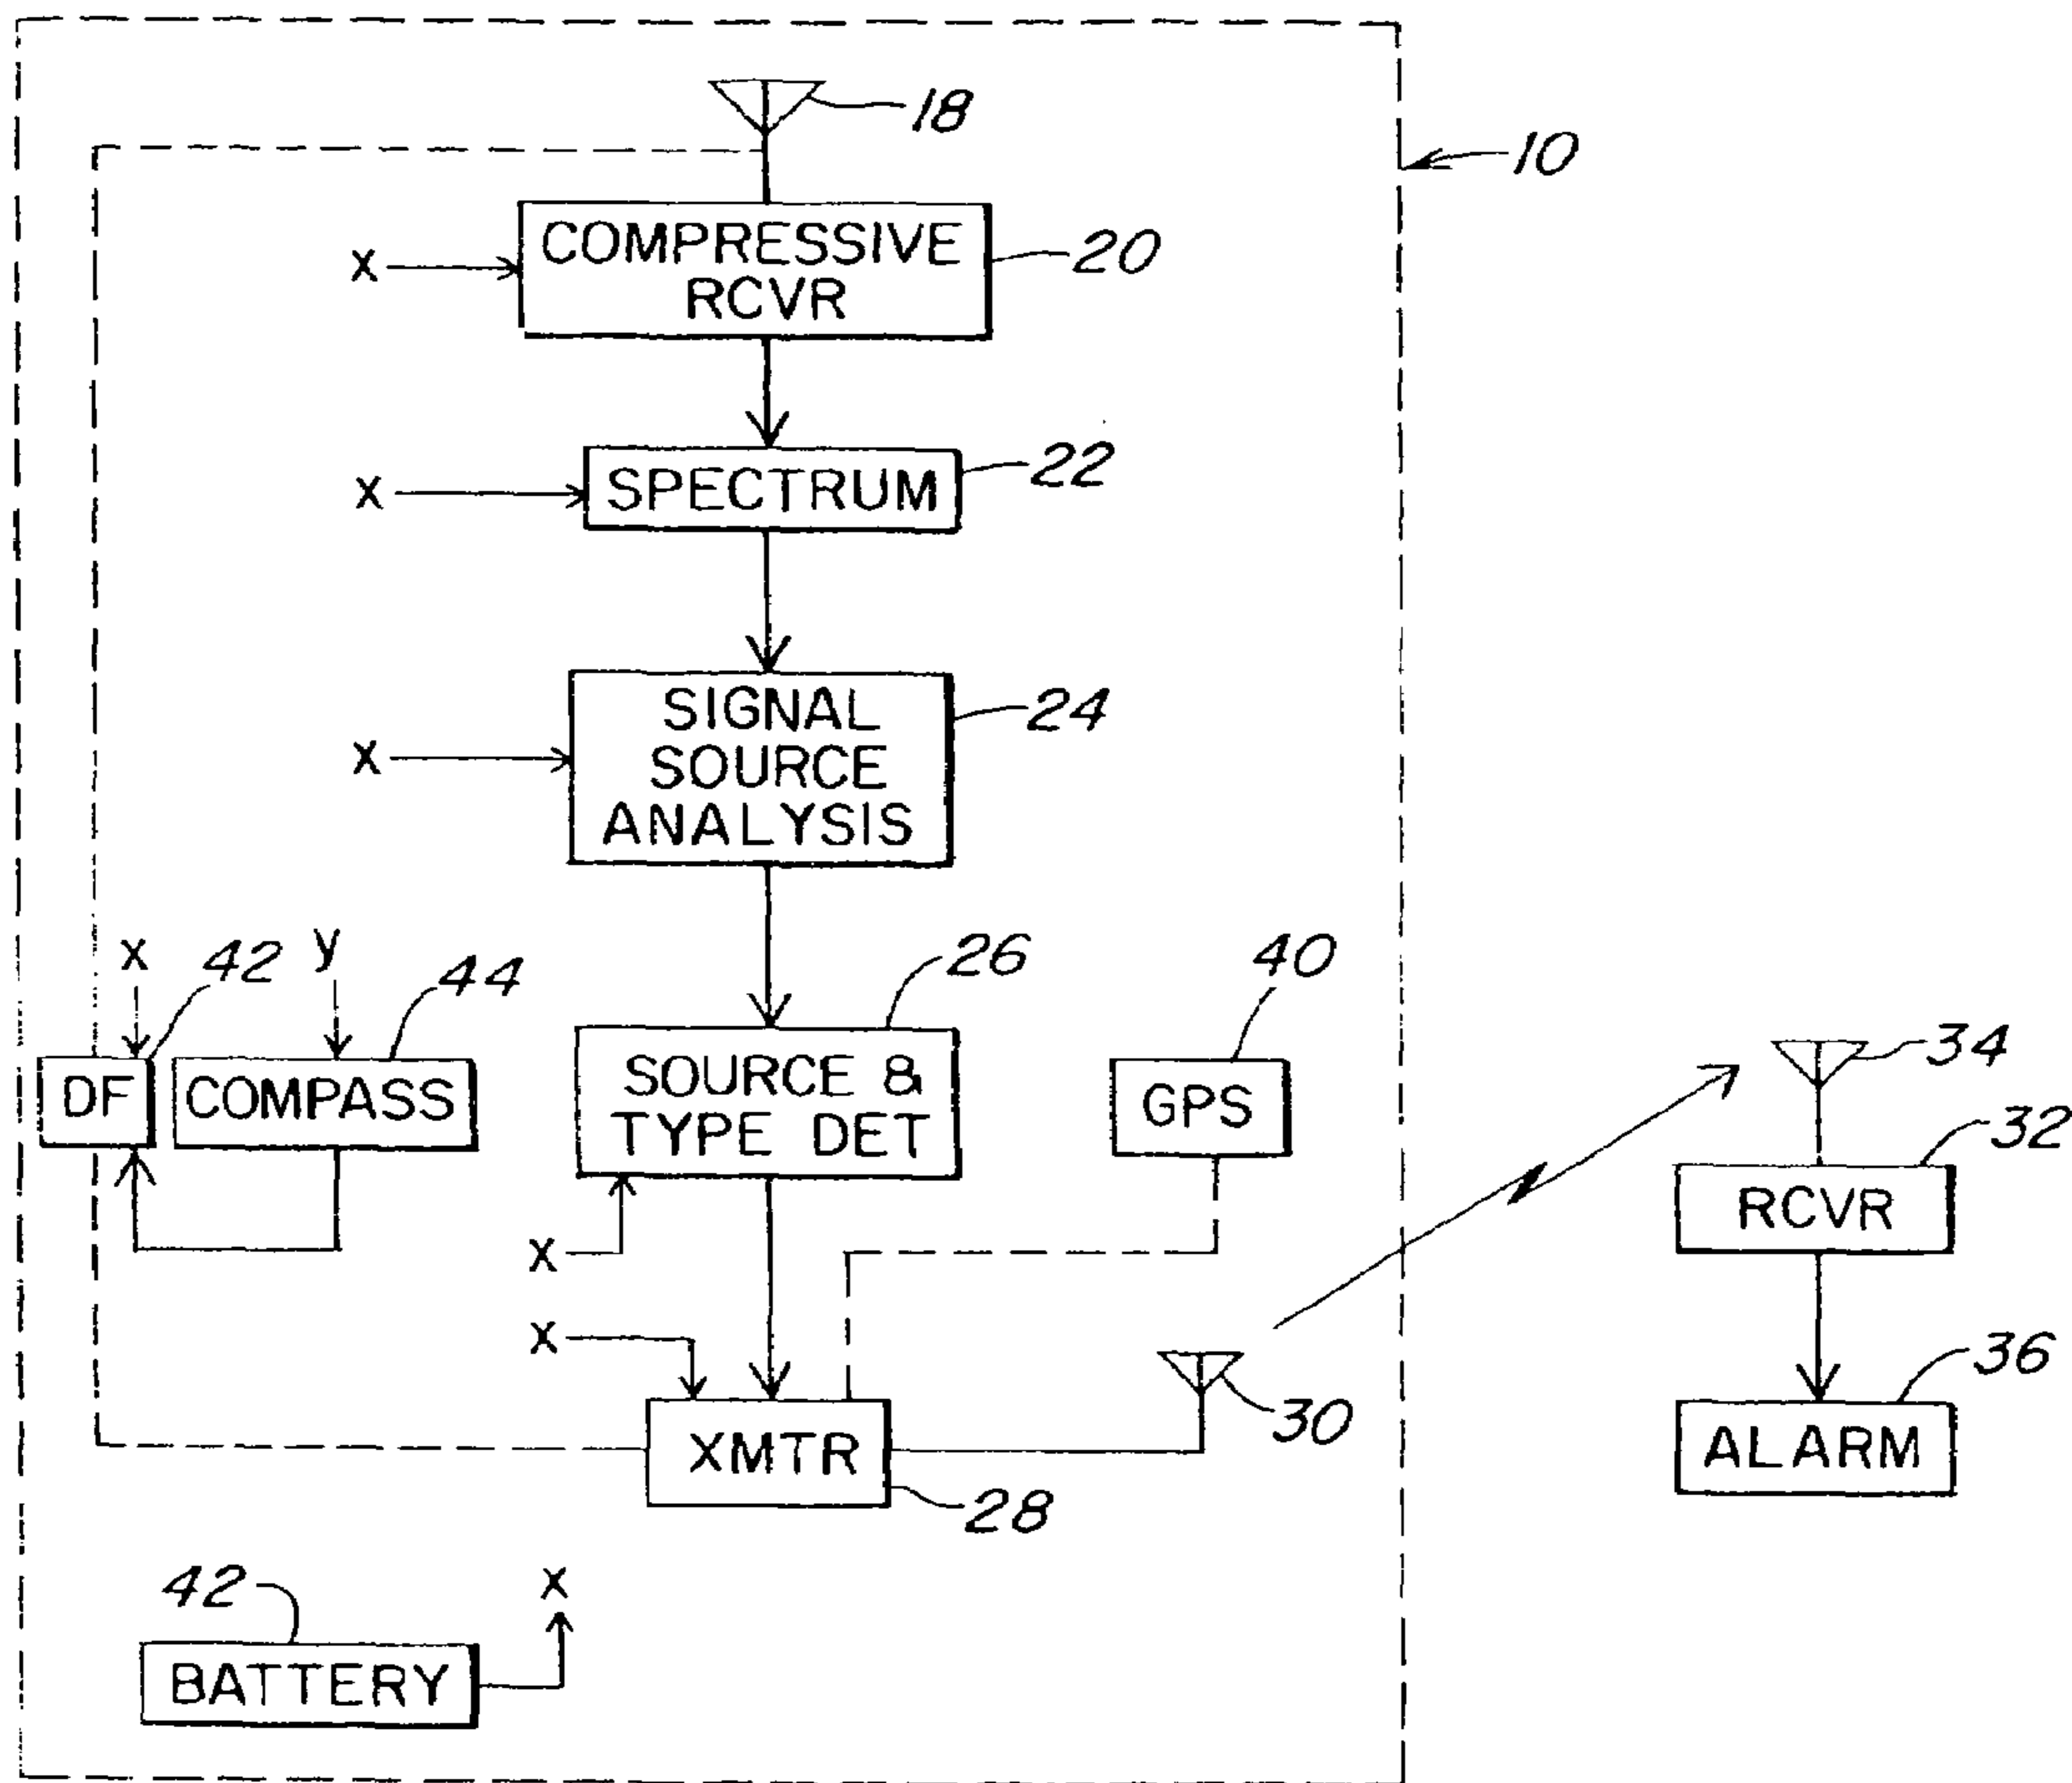 18
10
X
COMPRESSIVE
RCVR
20
X
SPECTRUM
22
X
SIGNAL
SOURCE
ANALYSIS
24
X
42
y
44
26
40
DF
COMPASS
SOURCE &
TYPE DET
GPS
34
32
RCVR
X
X
XMTR
30
28
36
ALARM
42
X
BATTERY